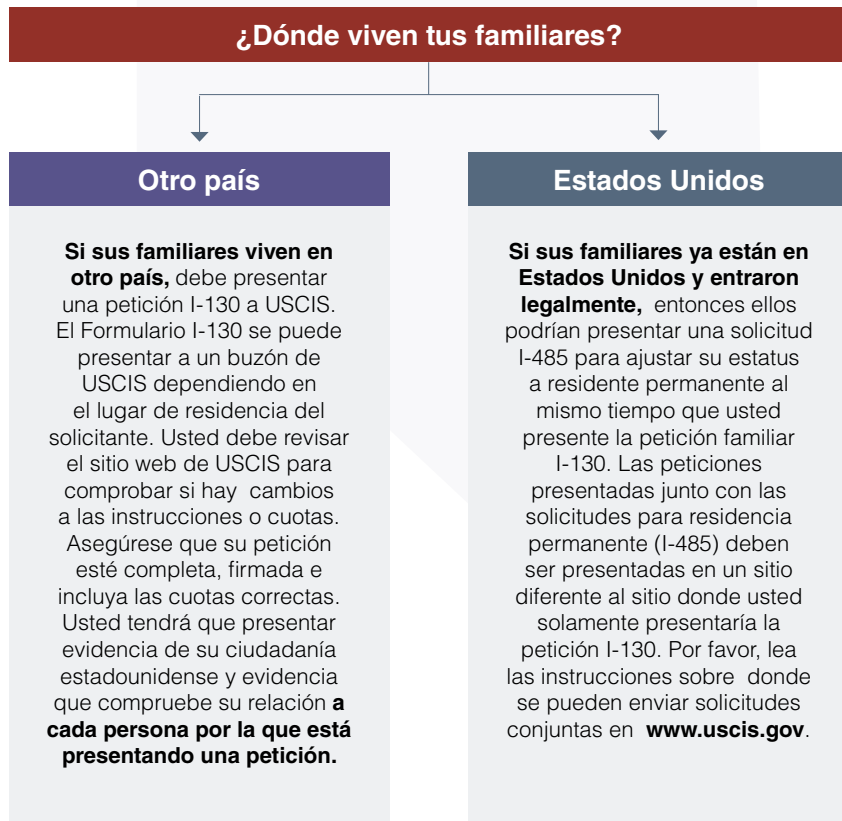 ¿Dónde viven tus familiares?
Otro país
Si sus familiares viven en
otro país, debe presentar
una petición I-130 a USCIS.
El Formulario I-130 se puede
presentar a un buzón de
USCIS dependiendo en
el lugar de residencia del
solicitante. Usted debe revisar
el sitio web de USCIS para
comprobar si hay cambios
a las instrucciones o cuotas.
Asegúrese que su petición
esté completa, firmada e
incluya las cuotas correctas.
Usted tendrá que presentar
evidencia de su ciudadanía
estadounidense y evidencia
que compruebe su relación a
cada persona por la que está
presentando una petición.
Estados Unidos
Si sus familiares ya están en
Estados Unidos y entraron
legalmente, entonces ellos
podrían presentar una solicitud
I-485 para ajustar su estatus
a residente permanente al
mismo tiempo que usted
presente la petición familiar
I-130. Las peticiones
presentadas junto con las
solicitudes para residencia
permanente (I-485) deben
ser presentadas en un sitio
diferente al sitio donde usted
solamente presentaría la
petición I-130. Por favor, lea
las instrucciones sobre donde
se pueden enviar solicitudes
conjuntas en www.uscis.gov.